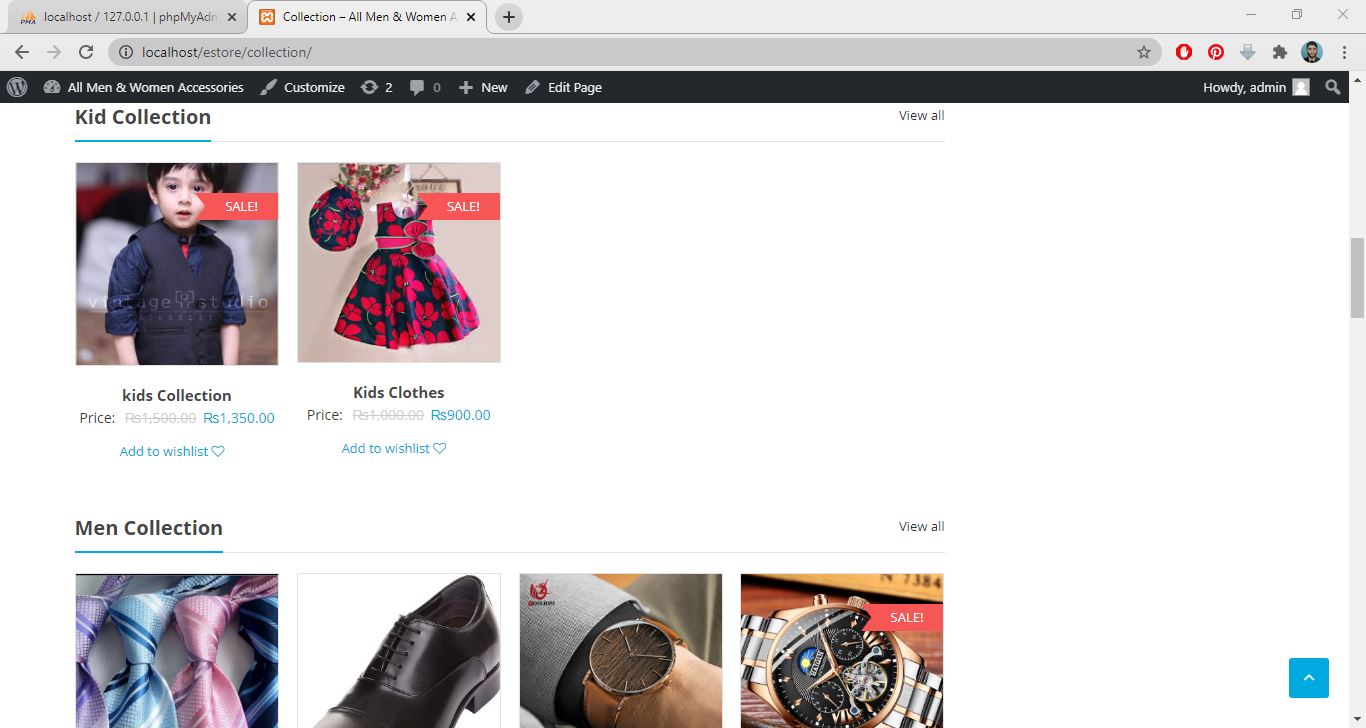 localhost / 127.0.0.1 | phpMyAdm
Collection – All Men & Women A
localhost/estore/collection/
All Men & Women Accessories
Customize
2
0
New
Edit Page
Howdy, admin
Kid Collection
View all
SALE!
SALE!
vintage studio
kids Collection
Price: Rs1,500.00 Rs1,350.00
Add to wishlist
Kids Clothes
Price: Rs1,000.00 Rs900.00
Add to wishlist
Men Collection
View all
N 7384
SALE!